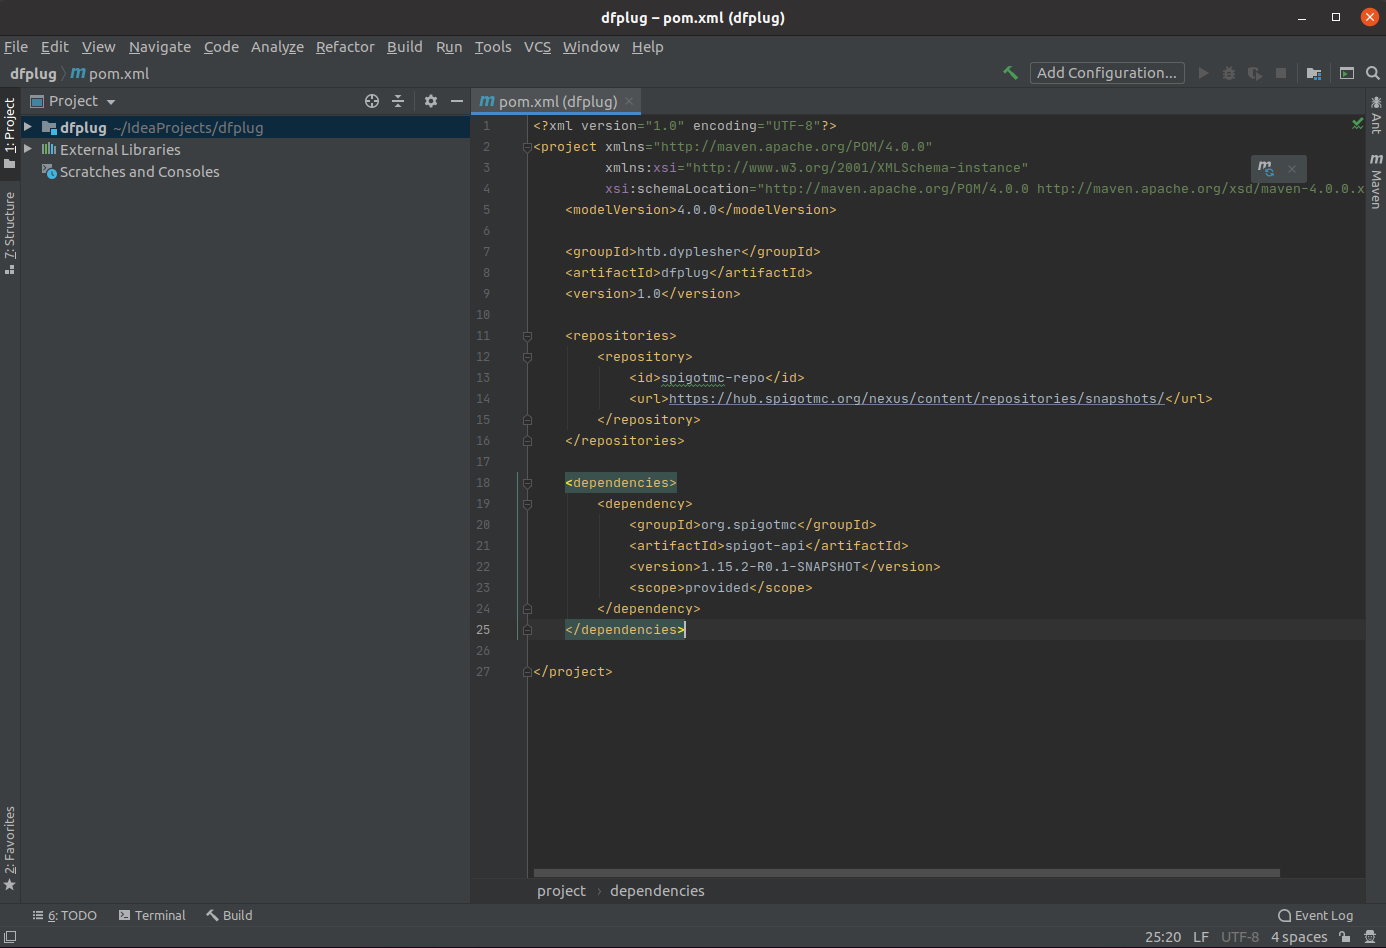 dfplug – pom.xml (dfplug)
File Edit View Navigate Code Analyze Refactor Build Run Tools VCS Window Help
dfplug m pom.xml Add Configuration...
1: Project
7: Structure
2: Favorites
Project
dfplug ~/IdeaProjects/dfplug
External Libraries
Scratches and Consoles
m pom.xml (dfplug)
1 <?xml version="1.0" encoding="UTF-8"?>
2 <project xmlns="http://maven.apache.org/POM/4.0.0"
3 xmlns:xsi="http://www.w3.org/2001/XMLSchema-instance"
4 xsi:schemaLocation="http://maven.apache.org/POM/4.0.0 http://maven.apache.org/xsd/maven-4.0.0.x
5 <modelVersion>4.0.0</modelVersion>
6
7 <groupId>htb.dyplesher</groupId>
8 <artifactId>dfplug</artifactId>
9 <version>1.0</version>
10
11 <repositories>
12 <repository>
13 <id>spigotmc-repo</id>
14 <url>https://hub.spigotmc.org/nexus/content/repositories/snapshots/</url>
15 </repository>
16 </repositories>
17
18 <dependencies>
19 <dependency>
20 <groupId>org.spigotmc</groupId>
21 <artifactId>spigot-api</artifactId>
22 <version>1.15.2-R0.1-SNAPSHOT</version>
23 <scope>provided</scope>
24 </dependency>
25 </dependencies>
26
27 </project>
m
Ant
m Maven
project › dependencies
6: TODO Terminal Build Event Log
25:20 LF UTF-8 4 spaces